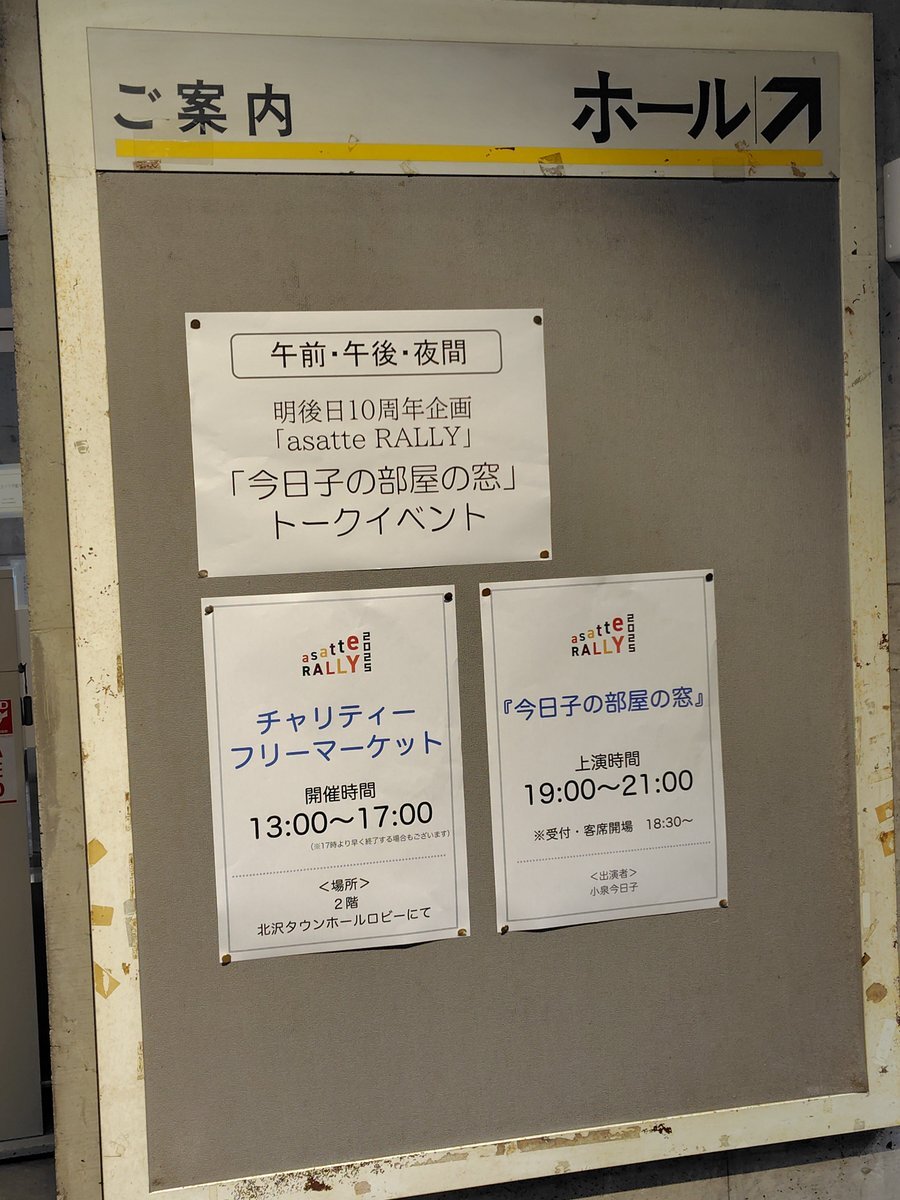 ご案内
ホール
午前・午後・夜間
明後日10周年企画
「asatte RALLY」
「今日子の部屋の窓」
トークイベント
asatte
RALLY
2025
チャリティー
フリーマーケット
開催時間
13:00〜17:00
(※17時より早く終了する場合もございます)
<場所>
2階
北沢タウンホールロビーにて
asatte
RALLY
2025
『今日子の部屋の窓』
上演時間
19:00〜21:00
※受付・客席開場 18:30〜
<出演者>
小泉今日子